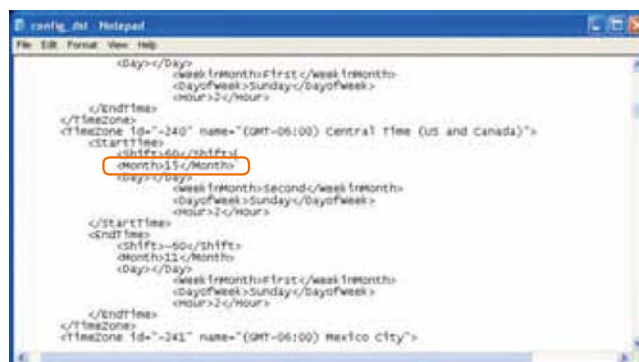 config_dst Notepad
File Edit Format View Help
<Day></Day>
<WeekInMonth>First</WeekInMonth>
<DayofWeek>Sunday</DayofWeek>
<Hour>2</Hour>
</EndTime>
</TimeZone>
<TimeZone id="-240" name="(GMT-06:00) Central Time (US and Canada)">
<StartTime>
<Shift>60</Shift>
<Month>15</Month>
<Day></Day>
<WeekInMonth>Second</WeekInMonth>
<DayofWeek>Sunday</DayofWeek>
<Hour>2</Hour>
</StartTime>
<EndTime>
<Shift>-60</Shift>
<Month>11</Month>
<Day></Day>
<WeekInMonth>First</WeekInMonth>
<DayofWeek>Sunday</DayofWeek>
<Hour>2</Hour>
</EndTime>
</TimeZone>
<TimeZone id="-241" name="(GMT-06:00) Mexico City">